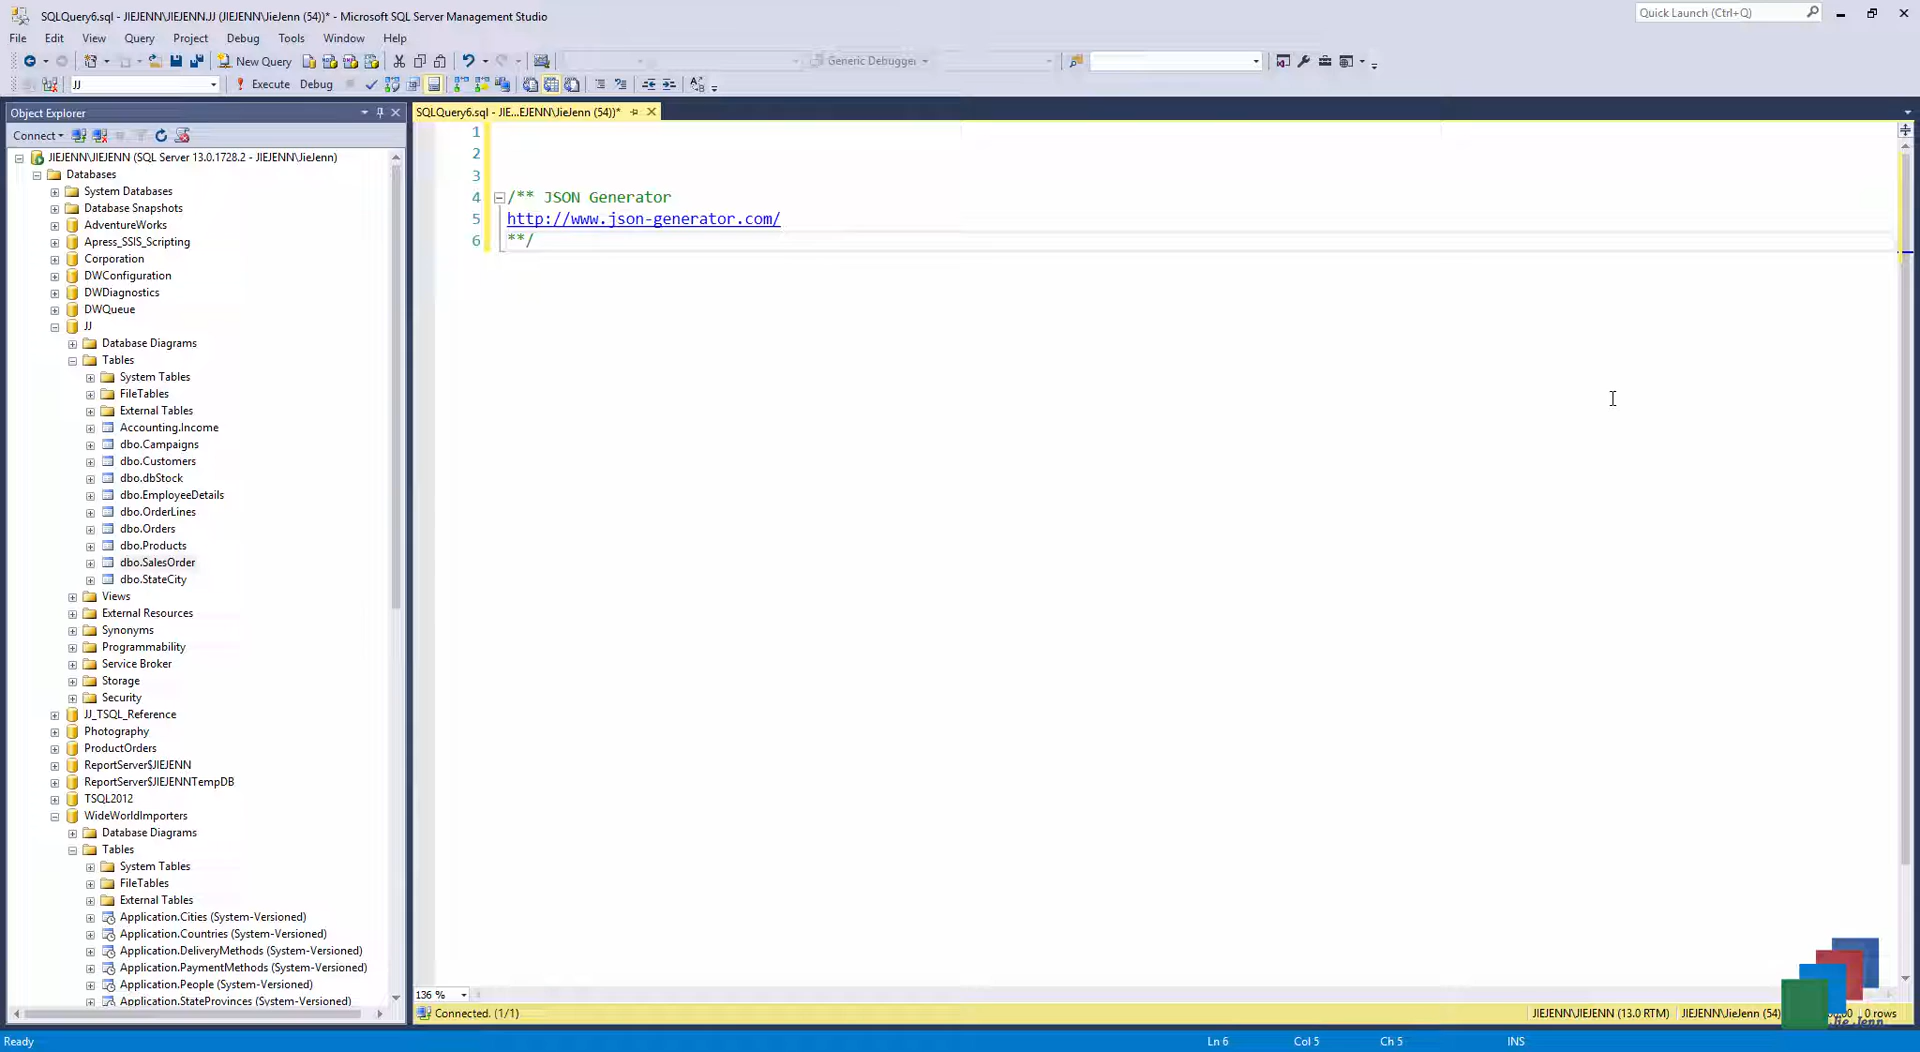 SQLQuery6.sql - JIEJENN\JIEJENN.JJ (JIEJENN\JieJenn (54))* - Microsoft SQL Server Management Studio
Quick Launch (Ctrl+Q)
File Edit View Query Project Debug Tools Window Help
New Query
Generic Debugger
JJ
Execute Debug
Object Explorer
SQLQuery6.sql - JIE...EJENN\JieJenn (54))*
Connect
JIEJENN\JIEJENN (SQL Server 13.0.1728.2 - JIEJENN\JieJenn)
Databases
System Databases
Database Snapshots
AdventureWorks
Apress_SSIS_Scripting
Corporation
DWConfiguration
DWDiagnostics
DWQueue
JJ
Database Diagrams
Tables
System Tables
FileTables
External Tables
Accounting.Income
dbo.Campaigns
dbo.Customers
dbo.dbStock
dbo.EmployeeDetails
dbo.OrderLines
dbo.Orders
dbo.Products
dbo.SalesOrder
dbo.StateCity
Views
External Resources
Synonyms
Programmability
Service Broker
Storage
Security
JJ_TSQL_Reference
Photography
ProductOrders
ReportServer$JIEJENN
ReportServer$JIEJENNTempDB
TSQL2012
WideWorldImporters
Database Diagrams
Tables
System Tables
FileTables
External Tables
Application.Cities (System-Versioned)
Application.Countries (System-Versioned)
Application.DeliveryMethods (System-Versioned)
Application.PaymentMethods (System-Versioned)
Application.People (System-Versioned)
Application.StateProvinces (System-Versioned)
1
2
3
4 /** JSON Generator
5 http://www.json-generator.com/
6 **/
136 %
Connected. (1/1)
JIEJENN\JIEJENN (13.0 RTM)
JIEJENN\JieJenn (54)
0 rows
Jie Jenn
Ready
Ln 6
Col 5
Ch 5
INS